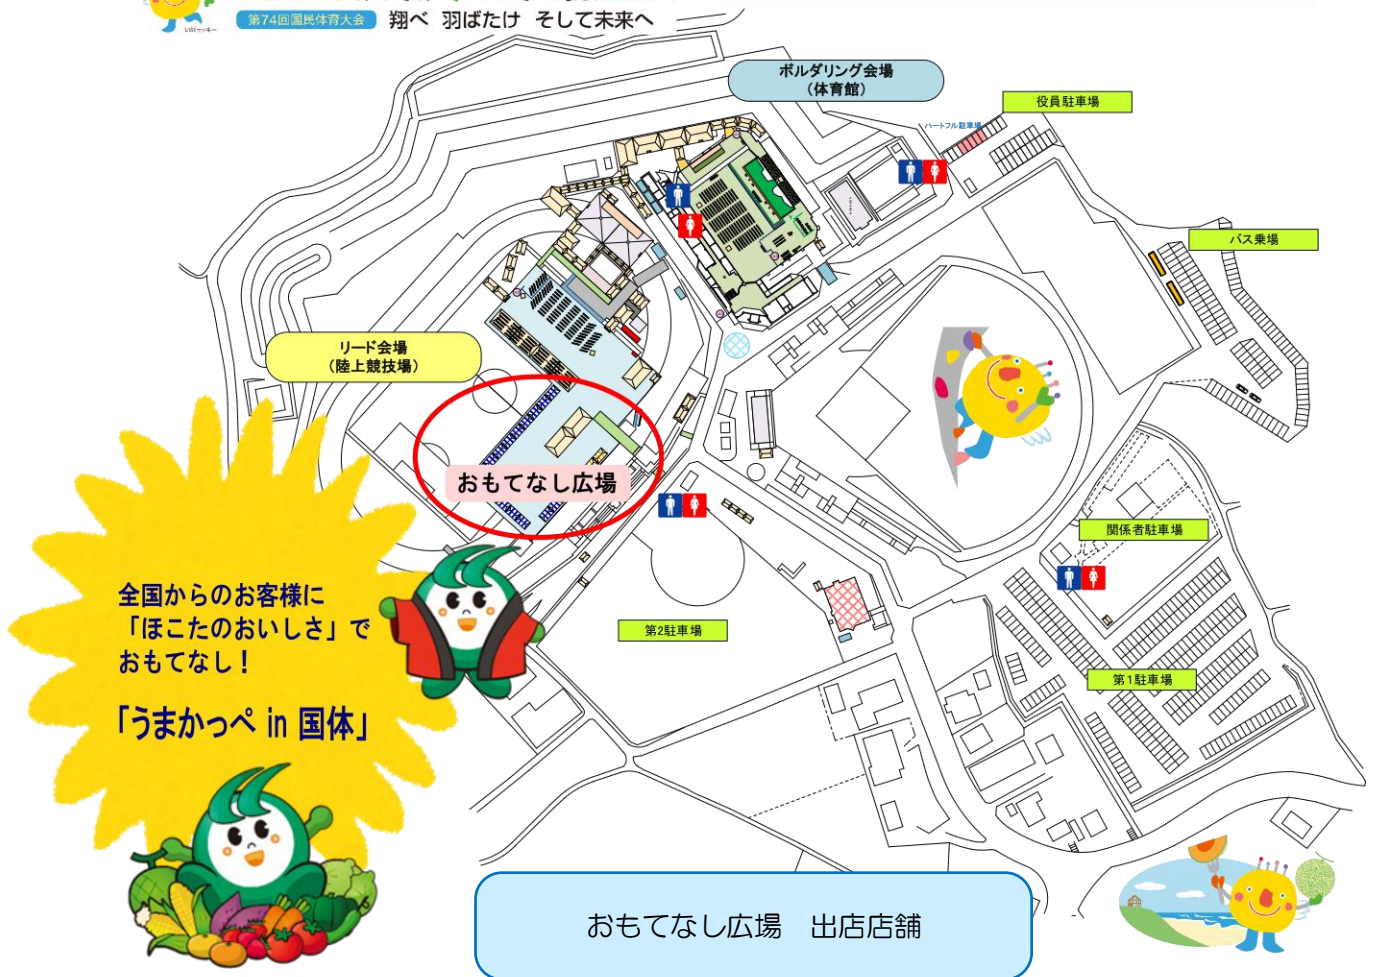 いばラッキー
第74回国民体育大会 翔べ 羽ばたけ そして未来へ
ボルダリング会場
（体育館）
役員駐車場
ハートフル駐車場
バス乗場
リード会場
（陸上競技場）
おもてなし広場
関係者駐車場
全国からのお客様に
「ほこたのおいしさ」で
おもてなし！
「うまかっぺ in 国体」
第2駐車場
第1駐車場
おもてなし広場　出店店舗